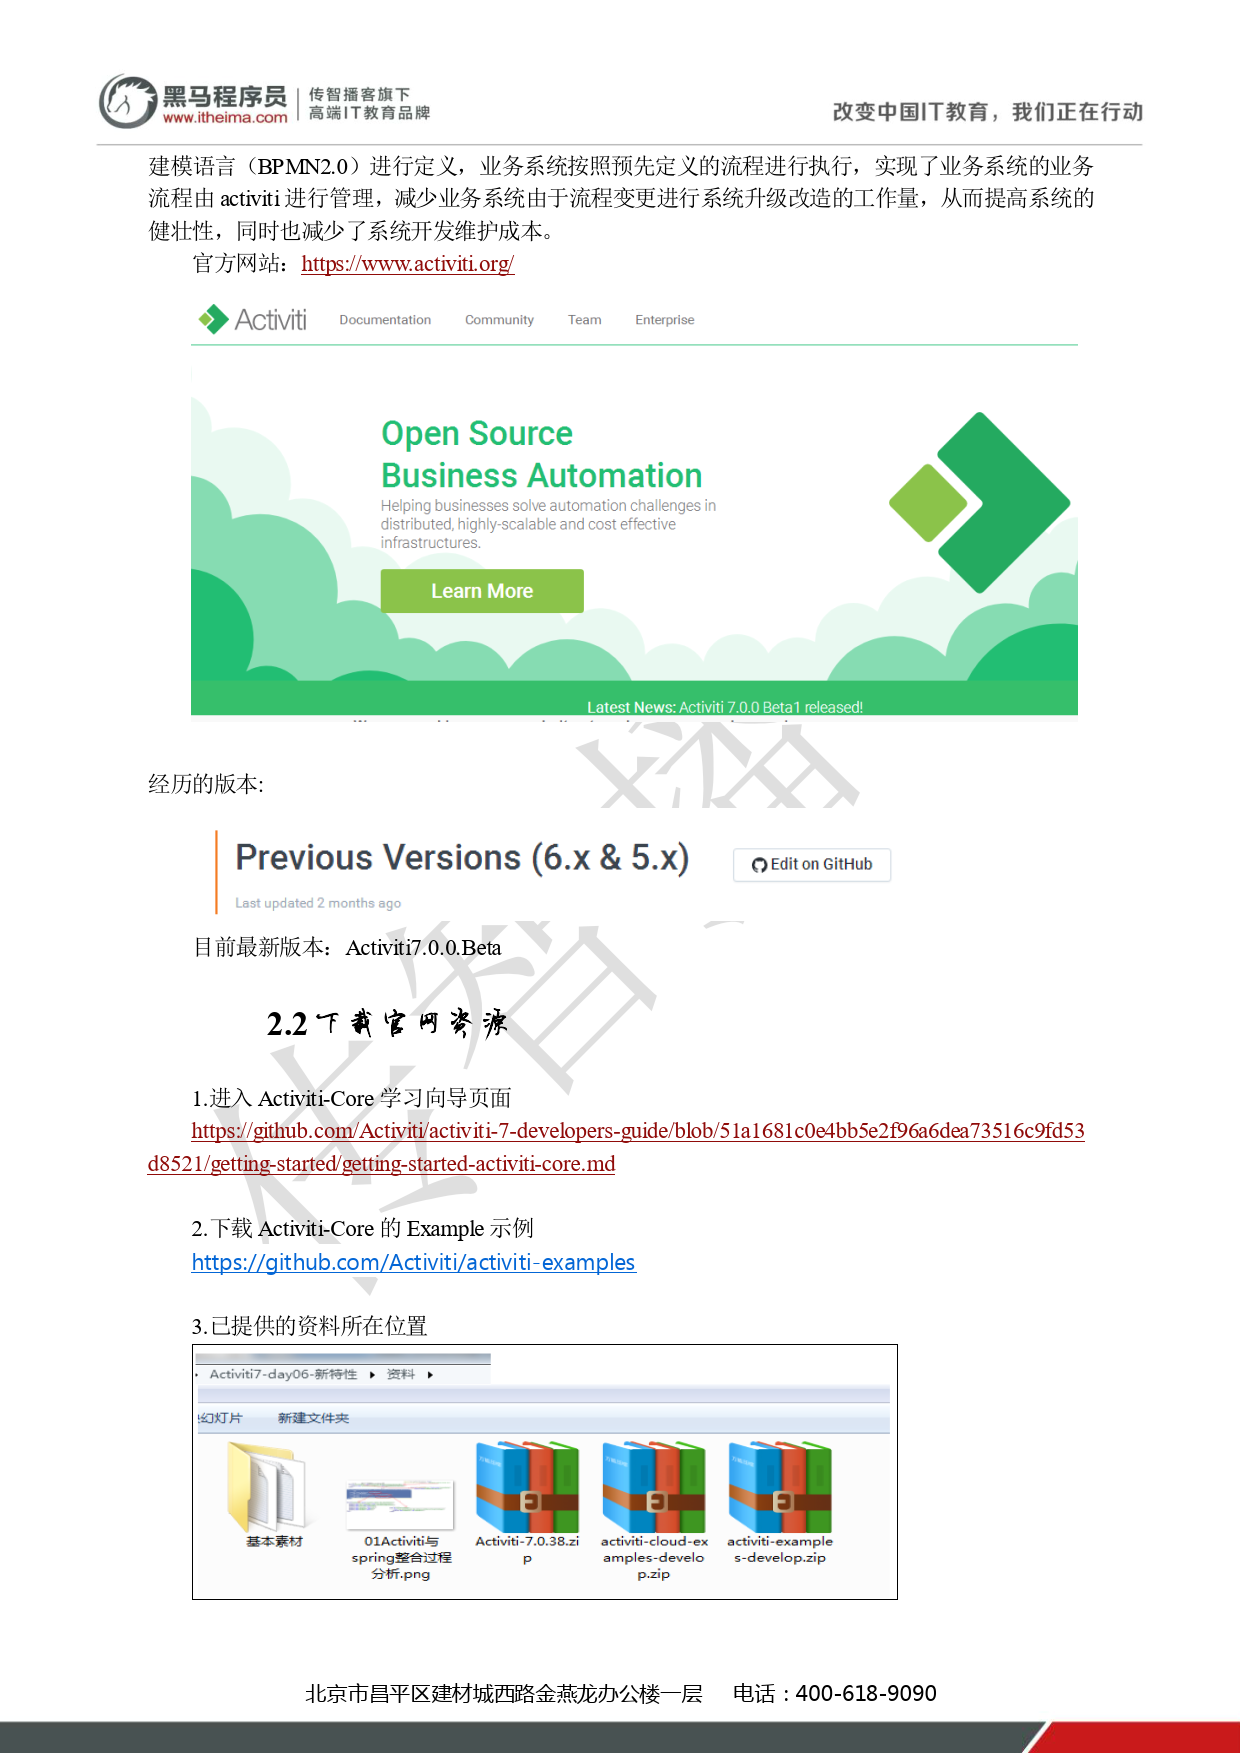 黑马程序员
www.itheima.com
传智播客旗下
高端IT教育品牌
改变中国IT教育，我们正在行动
建模语言（BPMN2.0）进行定义，业务系统按照预先定义的流程进行执行，实现了业务系统的业务
流程由 activiti 进行管理，减少业务系统由于流程变更进行系统升级改造的工作量，从而提高系统的
健壮性，同时也减少了系统开发维护成本。
官方网站：https://www.activiti.org/
Activiti Documentation Community Team Enterprise
Open Source
Business Automation
Helping businesses solve automation challenges in
distributed, highly-scalable and cost effective
infrastructures.
Learn More
Latest News: Activiti 7.0.0 Beta1 released!
经历的版本:
Previous Versions (6.x & 5.x)
Edit on GitHub
Last updated 2 months ago
目前最新版本：Activiti7.0.0.Beta
2.2 下载官网资源
1.进入 Activiti-Core 学习向导页面
https://github.com/Activiti/activiti-7-developers-guide/blob/51a1681c0e4bb5e2f96a6dea73516c9fd53
d8521/getting-started/getting-started-activiti-core.md
2.下载 Activiti-Core 的 Example 示例
https://github.com/Activiti/activiti-examples
3.已提供的资料所在位置
Activiti7-day06-新特性 ▸ 资料 ▸
幻灯片 新建文件夹
基本素材
01Activiti与
spring整合过程
分析.png
Activiti-7.0.38.zi
p
activiti-cloud-ex
amples-develo
p.zip
activiti-example
s-develop.zip
传智播
北京市昌平区建材城西路金燕龙办公楼一层 电话：400-618-9090